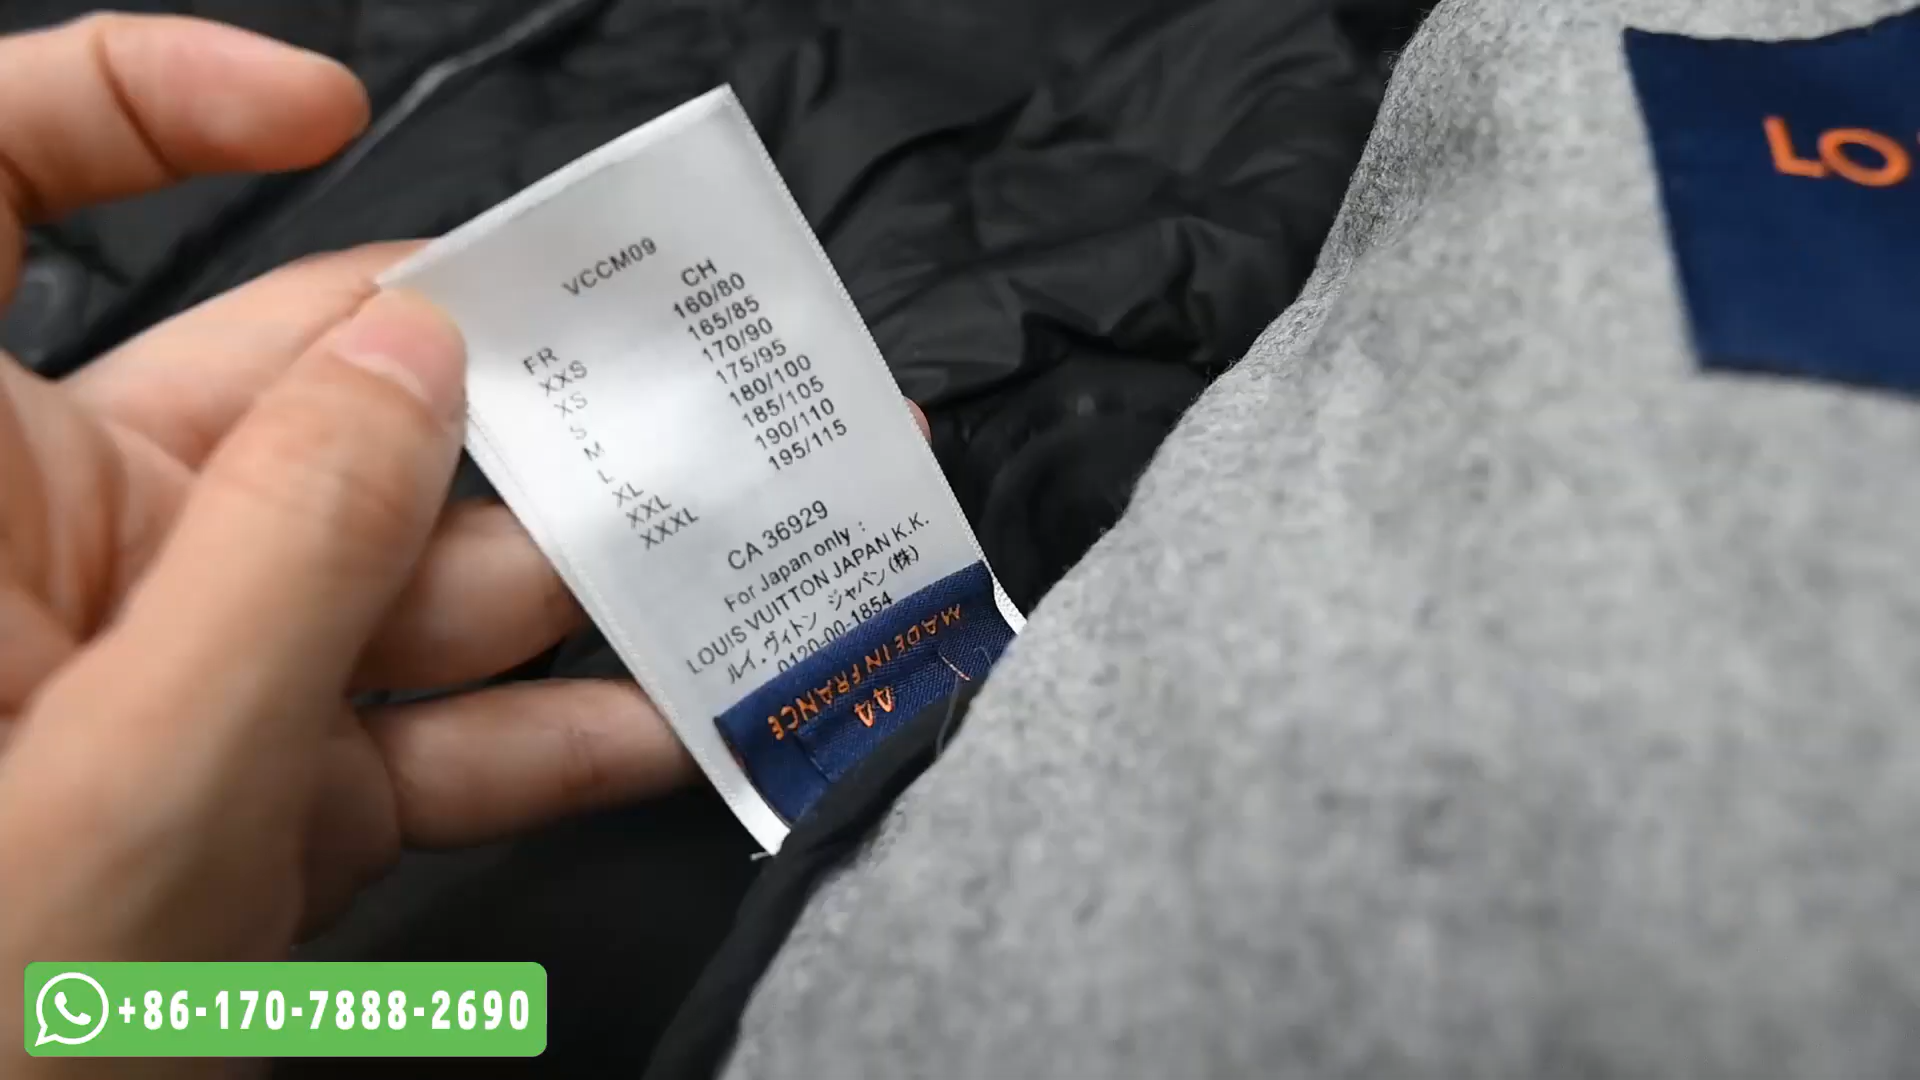 VCCM09
FR CH
XXS 160/80
XS 165/85
S 170/90
M 175/95
L 180/100
XL 185/105
XXL 190/110
XXXL 195/115
CA 36929
For Japan only :
LOUIS VUITTON JAPAN K.K.
ルイ・ヴィトン ジャパン(株)
0120-00-1854
MADE IN FRANCE
44
LO
+86-170-7888-2690